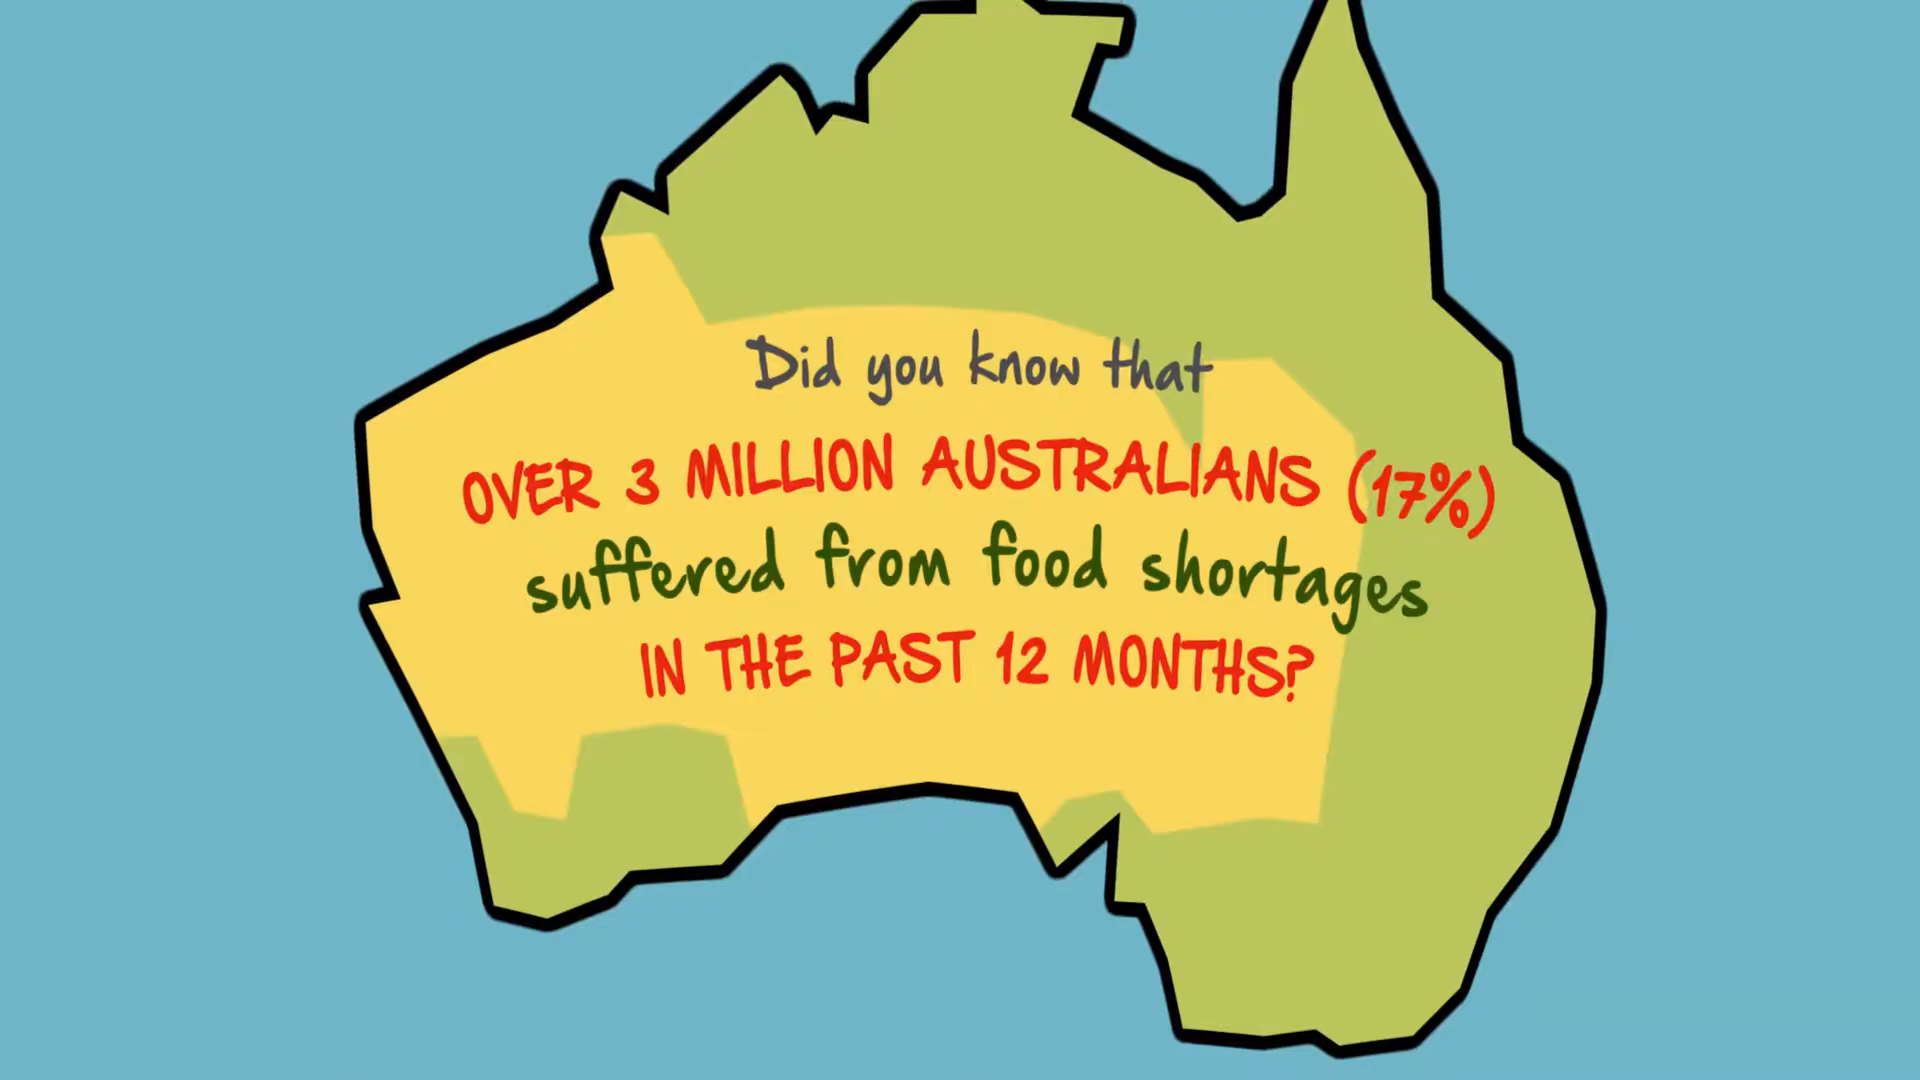 Did you know that
OVER 3 MILLION AUSTRALIANS (17%)
suffered from food shortages
IN THE PAST 12 MONTHS?